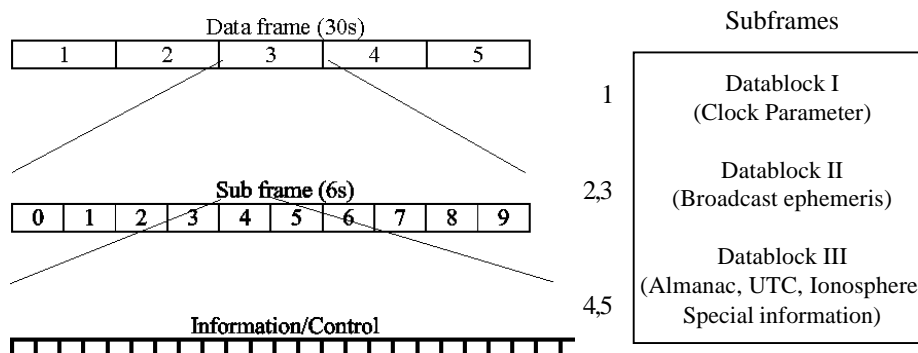 Data frame (30s)
1 2 3 4 5
Sub frame (6s)
0 1 2 3 4 5 6 7 8 9
Information/Control
Subframes
1
Datablock I
(Clock Parameter)
2,3
Datablock II
(Broadcast ephemeris)
4,5
Datablock III
(Almanac, UTC, Ionosphere
Special information)